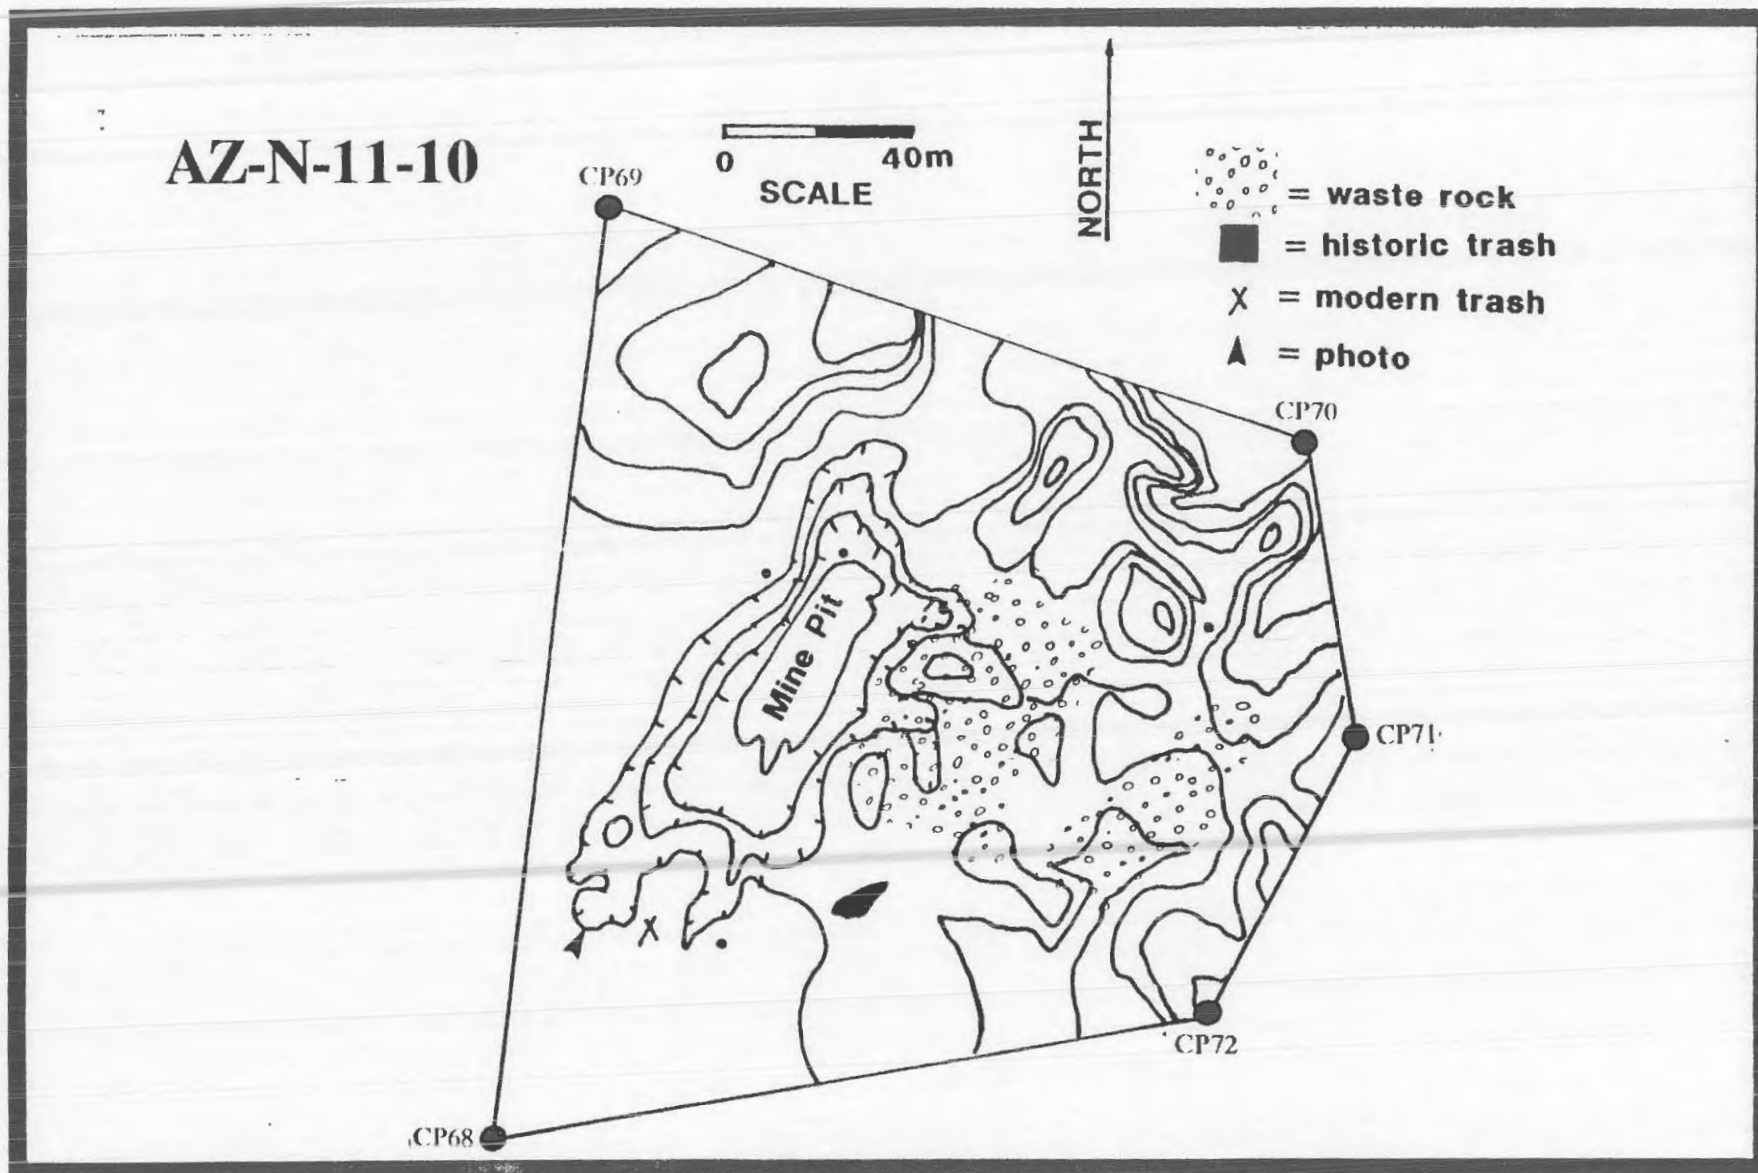 AZ-N-11-10
0 40m
SCALE
NORTH
= waste rock
= historic trash
X = modern trash
= photo
CP69
CP70
Mine Pit
CP71
X
CP72
CP68